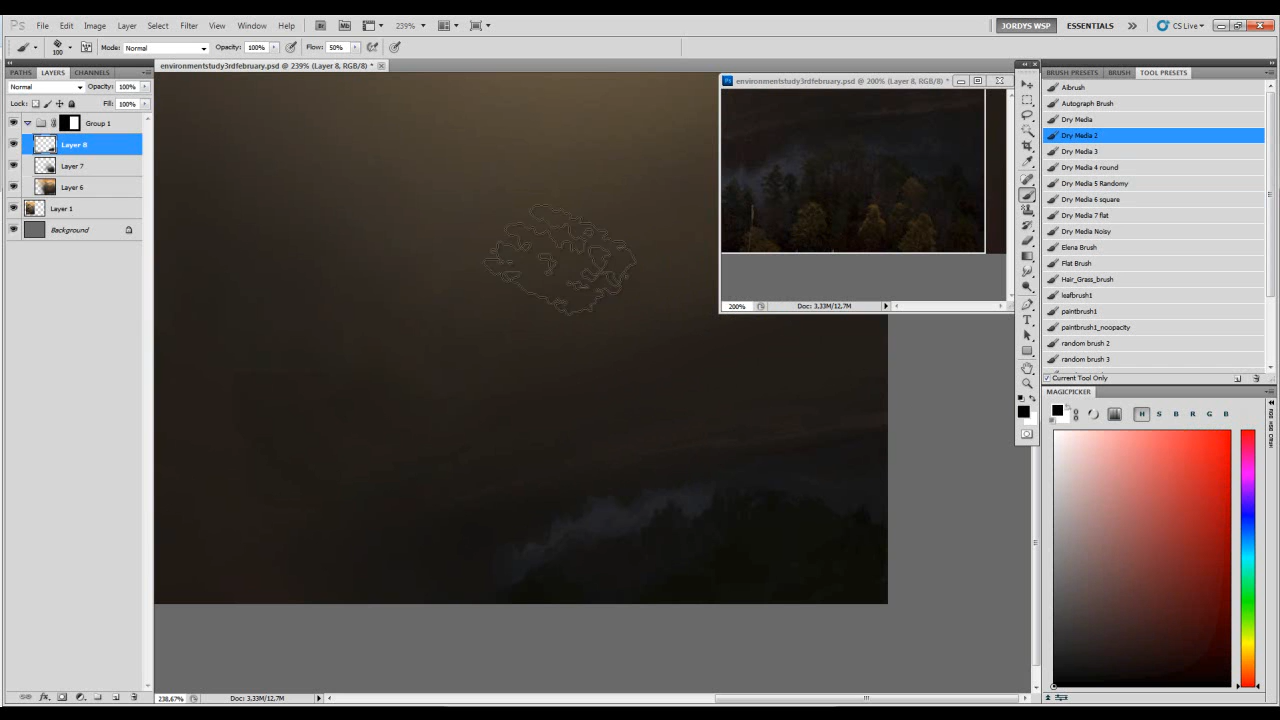 Ps File Edit Image Layer Select Filter View Window Help Br Mb 239% JORDYS WSP ESSENTIALS CS Live
100 Mode: Normal Opacity: 100% Flow: 50%
PATHS LAYERS CHANNELS
Normal Opacity: 100%
Lock: Fill: 100%
Group 1
Layer 8
Layer 7
Layer 6
Layer 1
Background
environmentstudy3rdfebruary.psd @ 239% (Layer 8, RGB/8) *
environmentstudy3rdfebruary.psd @ 200% (Layer 8, RGB/8) *
200% Doc: 3,33M/12,7M
238,67% Doc: 3,33M/12,7M
BRUSH PRESETS BRUSH TOOL PRESETS
Aibrush
Autograph Brush
Dry Media
Dry Media 2
Dry Media 3
Dry Media 4 round
Dry Media 5 Randomy
Dry Media 6 square
Dry Media 7 flat
Dry Media Noisy
Elena Brush
Flat Brush
Hair_Grass_brush
leafbrush1
paintbrush1
paintbrush1_noopacity
random brush 2
random brush 3
Current Tool Only
MAGICPICKER
H S B R G B
RGB HSB